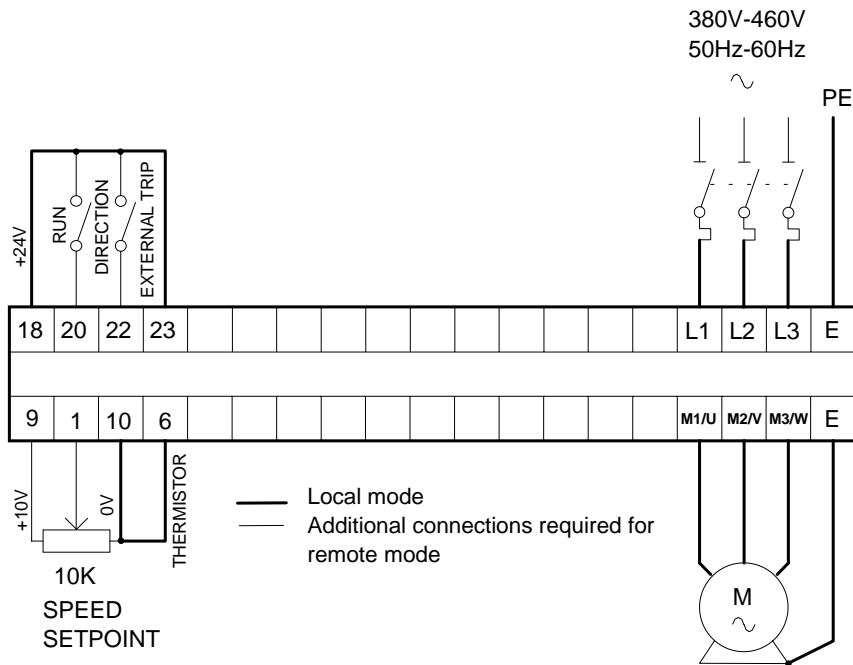 380V-460V
50Hz-60Hz
PE
+24V
RUN
DIRECTION
EXTERNAL TRIP
18 20 22 23 L1 L2 L3 E
9 1 10 6 M1/U M2/V M3/W E
+10V
0V
THERMISTOR
10K
SPEED
SETPOINT
Local mode
Additional connections required for
remote mode
M